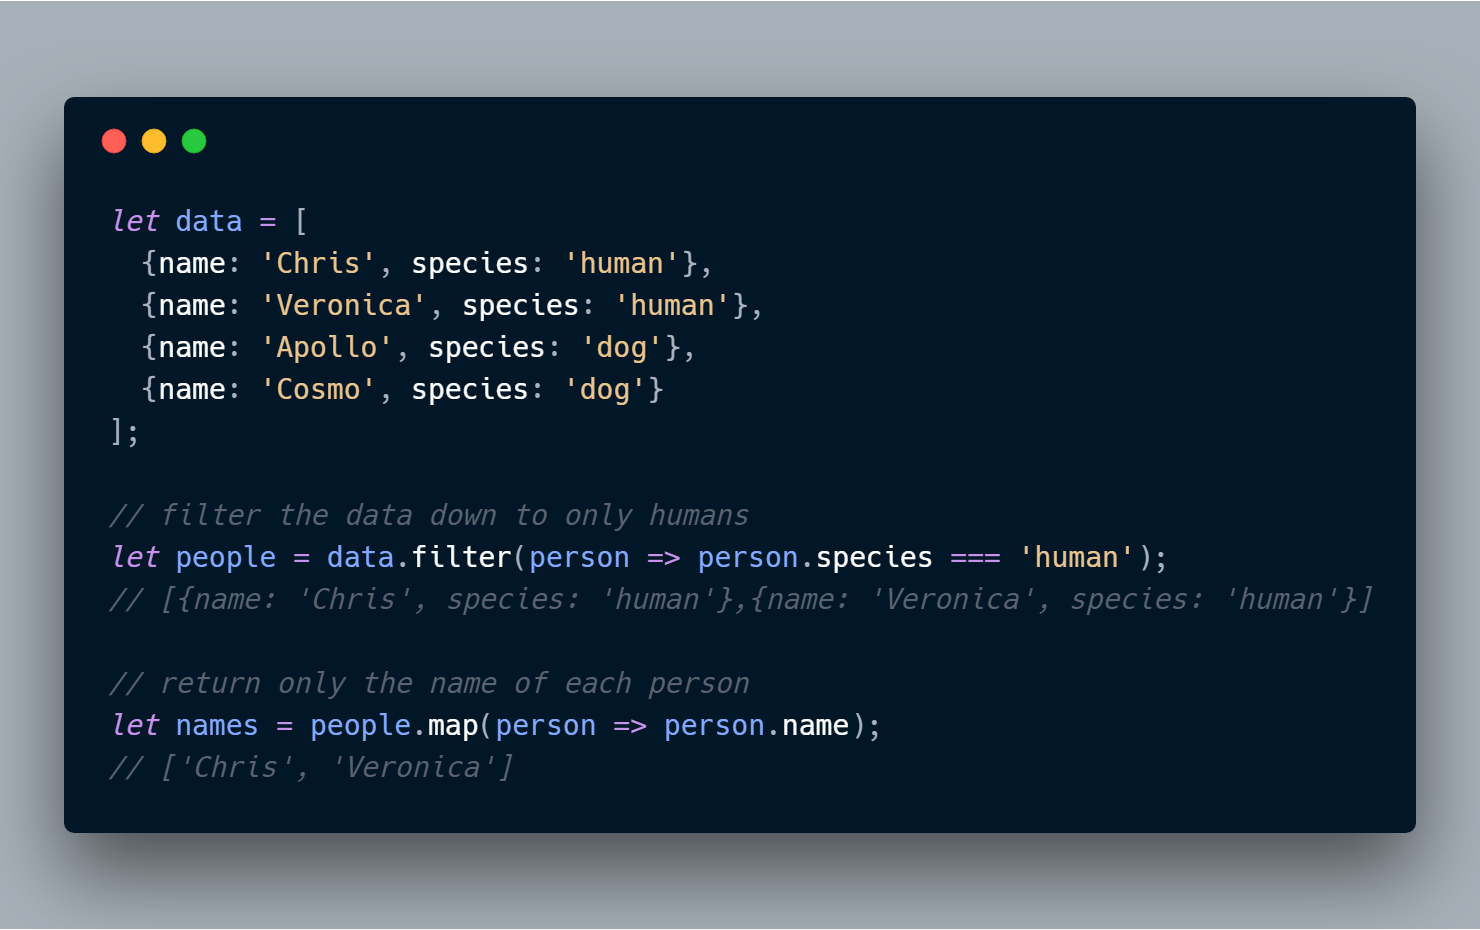 let data = [
  {name: 'Chris', species: 'human'},
  {name: 'Veronica', species: 'human'},
  {name: 'Apollo', species: 'dog'},
  {name: 'Cosmo', species: 'dog'}
];

// filter the data down to only humans
let people = data.filter(person => person.species === 'human');
// [{name: 'Chris', species: 'human'},{name: 'Veronica', species: 'human'}]

// return only the name of each person
let names = people.map(person => person.name);
// ['Chris', 'Veronica']